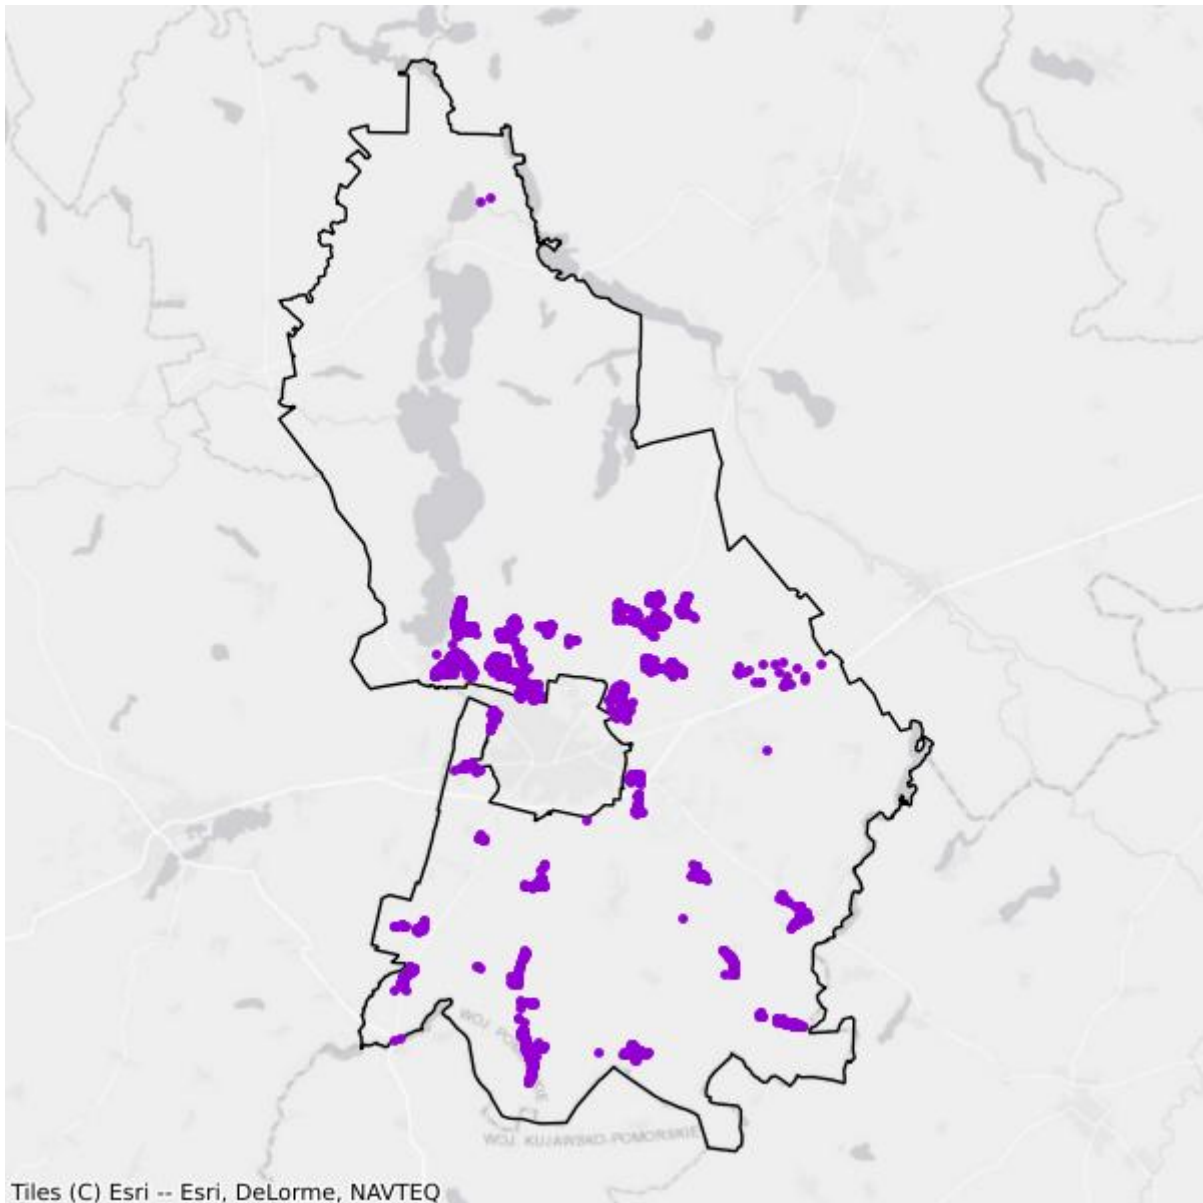 WOJ. POMORSKIE
WOJ. KUJAWSKO-POMORSKIE
Tiles (C) Esri -- Esri, DeLorme, NAVTEQ